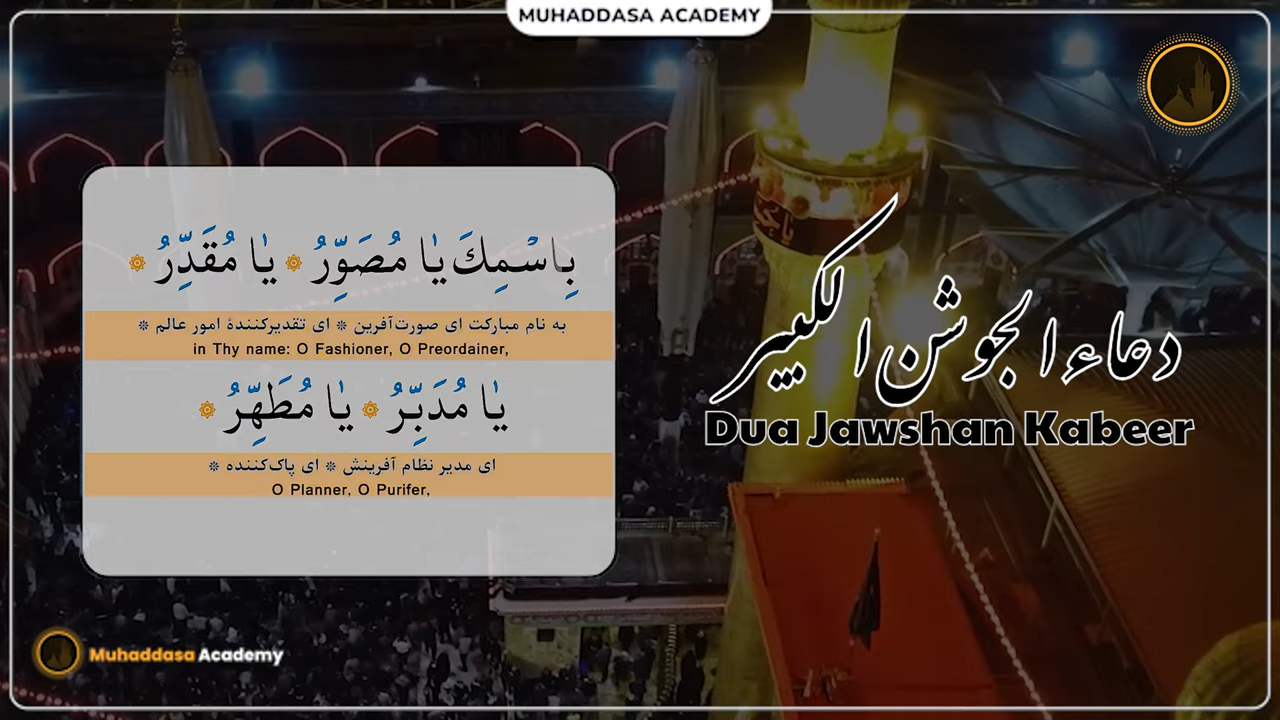 MUHADDASA ACADEMY
بِاسْمِكَ يٰا مُصَوِّرُ ۞ يٰا مُقَدِّرُ ۞
به نام مبارکت ای صورت‌آفرین * ای تقدیرکنندهٔ امور عالم *
in Thy name: O Fashioner, O Preordainer,
يٰا مُدَبِّرُ ۞ يٰا مُطَهِّرُ ۞
ای مدیر نظام آفرینش * ای پاک‌کننده *
O Planner, O Purifer,
دعاء الجوشن الكبير
Dua Jawshan Kabeer
Muhaddasa Academy